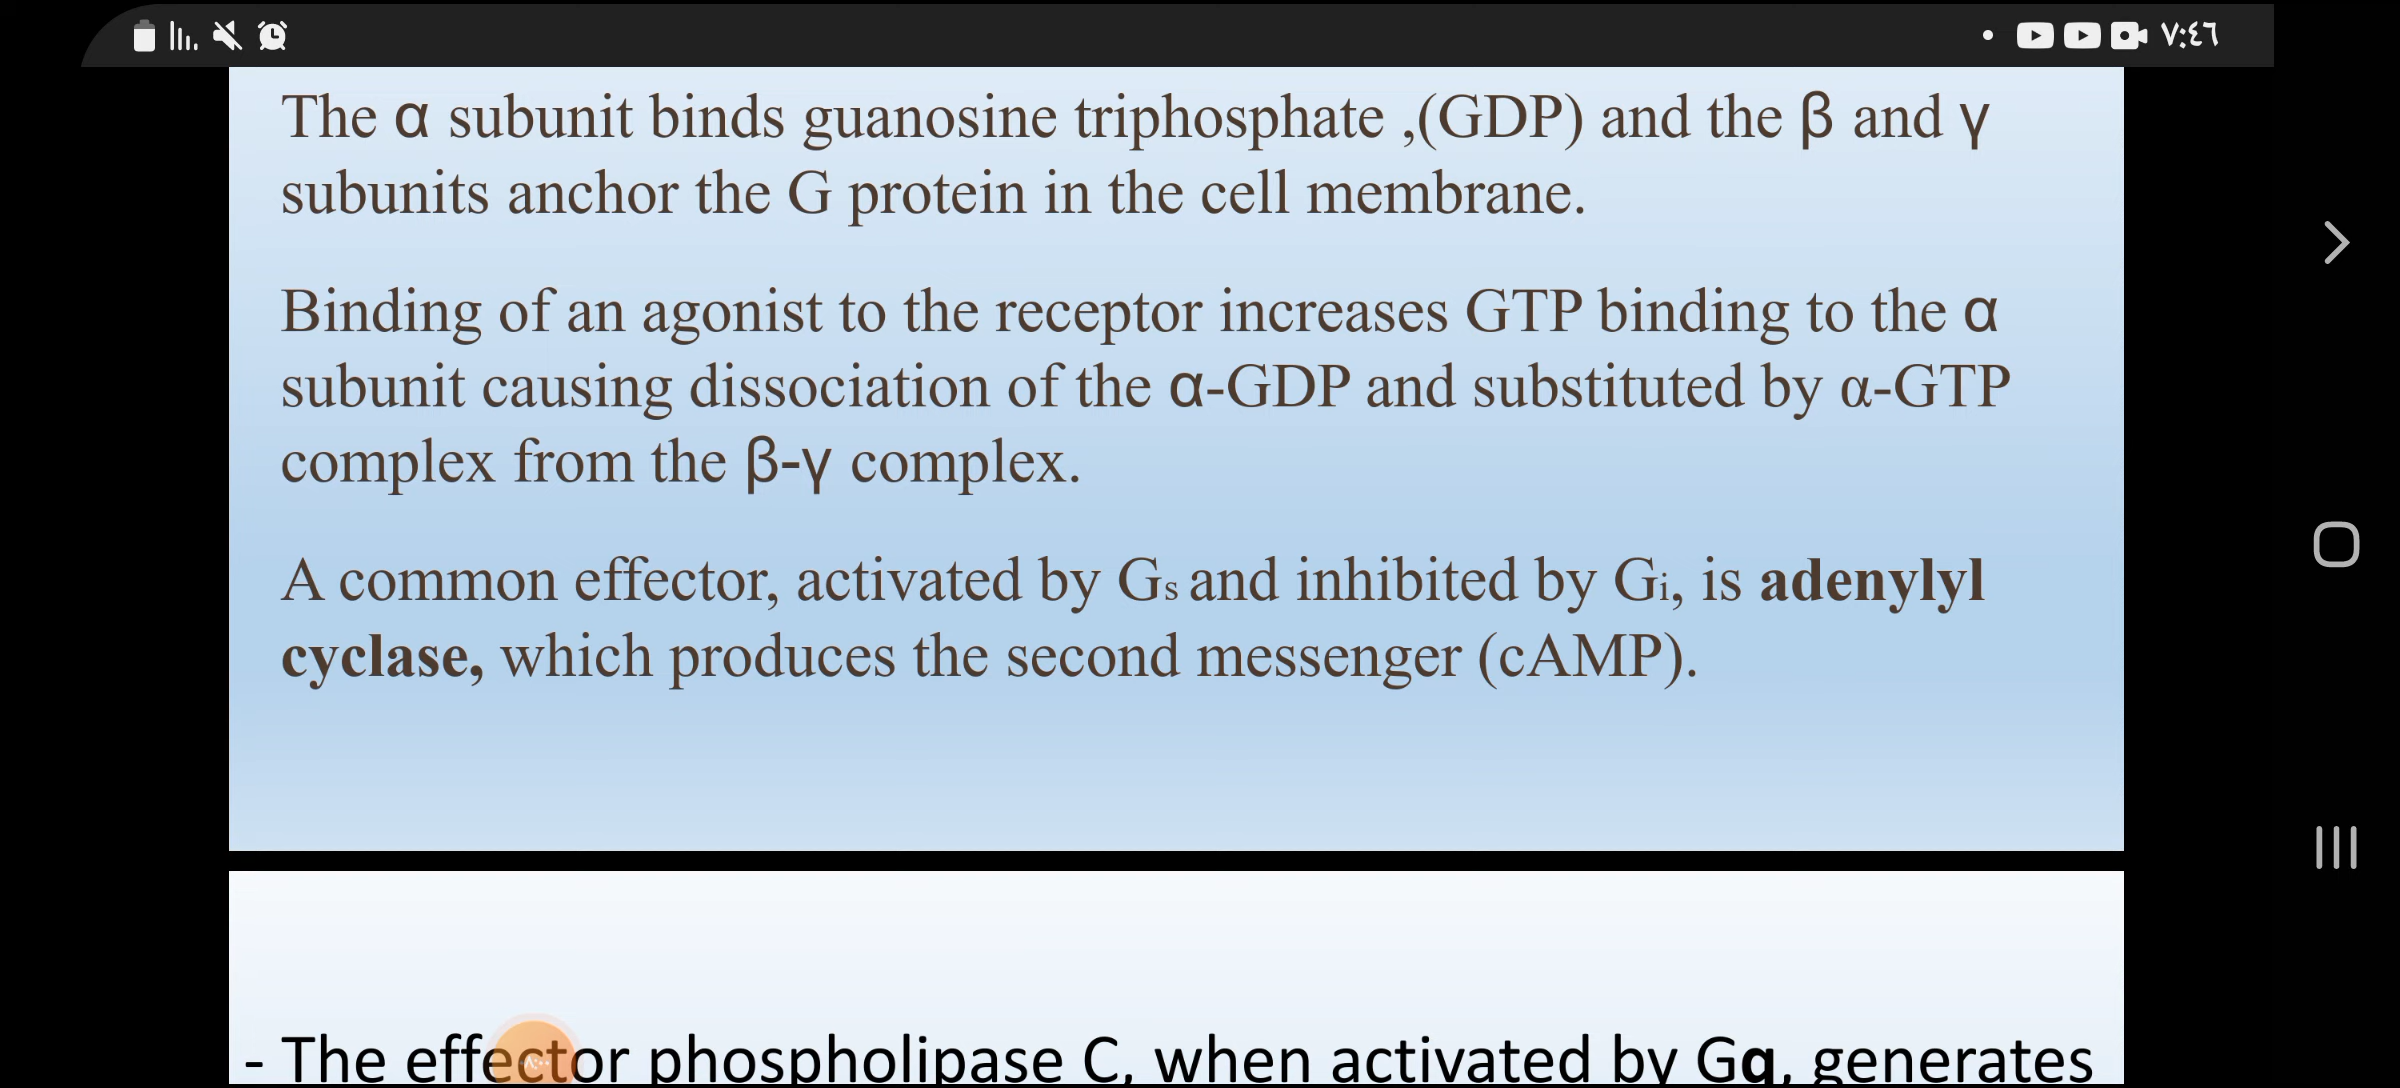 ٧:٤٦
The α subunit binds guanosine triphosphate ,(GDP) and the β and γ
subunits anchor the G protein in the cell membrane.
Binding of an agonist to the receptor increases GTP binding to the α
subunit causing dissociation of the α-GDP and substituted by α-GTP
complex from the β-γ complex.
A common effector, activated by Gs and inhibited by Gi, is adenylyl
cyclase, which produces the second messenger (cAMP).
- The effector phospholipase C, when activated by Gq, generates